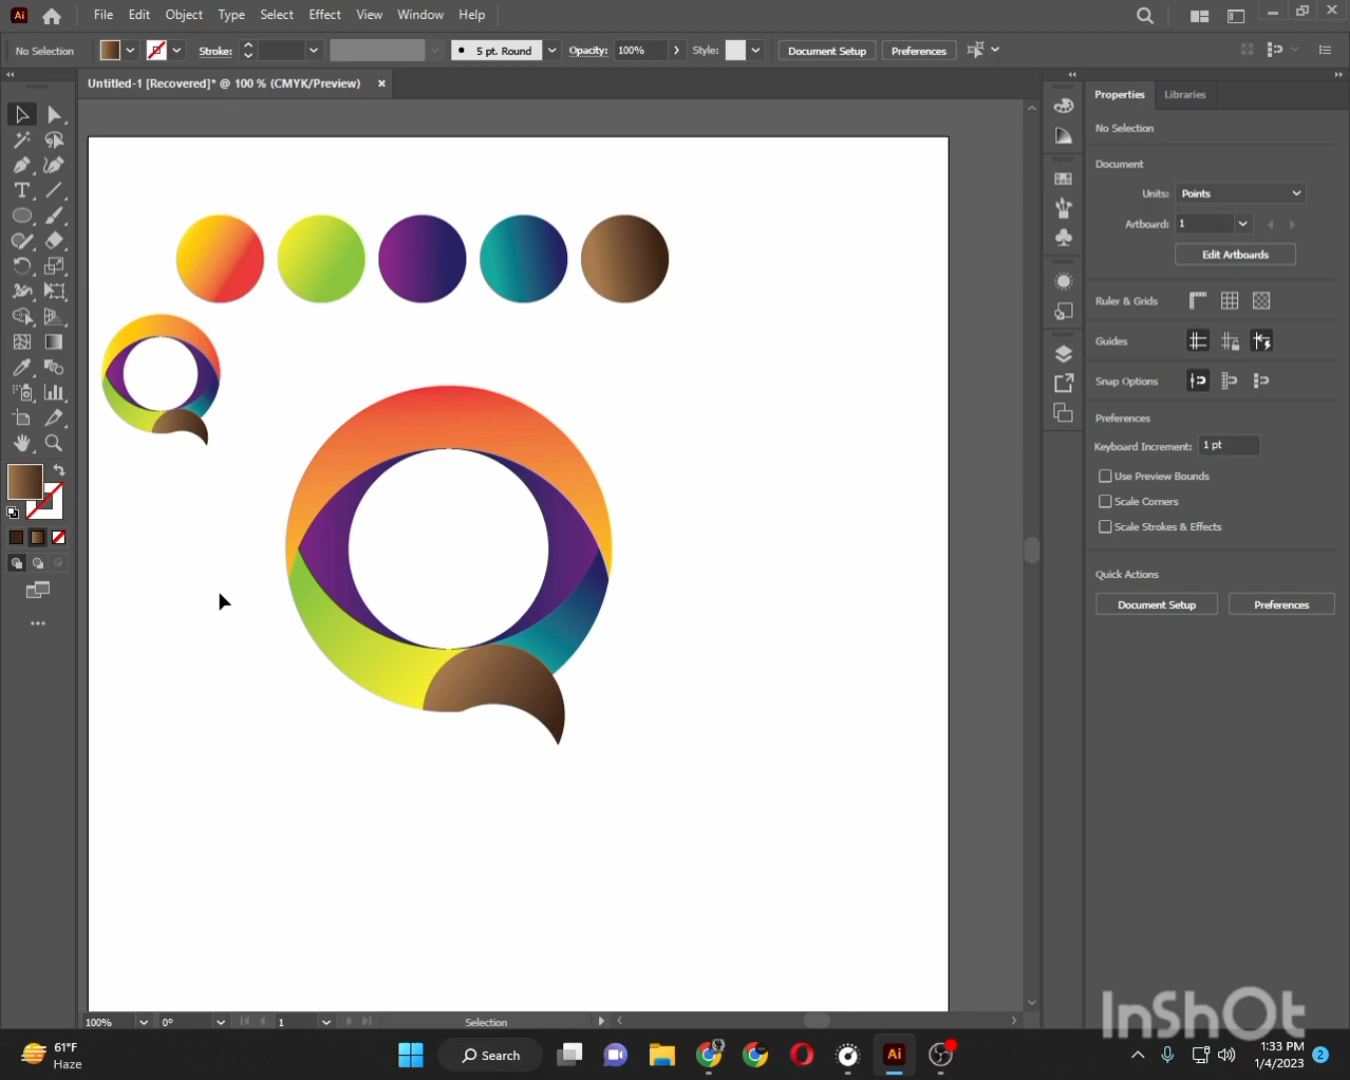 Ai File Edit Object Type Select Effect View Window Help
No Selection Stroke: 5 pt. Round Opacity: 100% Style: Document Setup Preferences
Untitled-1 [Recovered]* @ 100 % (CMYK/Preview) ×
Properties Libraries
No Selection
Document
Units: Points
Artboard: 1
Edit Artboards
Ruler & Grids
Guides
Snap Options
Preferences
Keyboard Increment: 1 pt
Use Preview Bounds
Scale Corners
Scale Strokes & Effects
Quick Actions
Document Setup Preferences
T
InShOt
100% 0° 1 Selection
61°F
Haze
Search
Ai
1:33 PM
1/4/2023
2